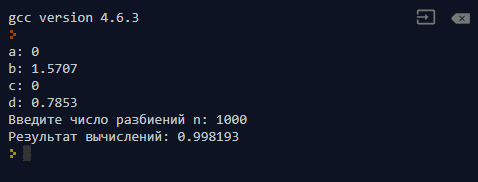 gcc version 4.6.3
a: 0
b: 1.5707
c: 0
d: 0.7853
Введите число разбиений n: 1000
Результат вычислений: 0.998193